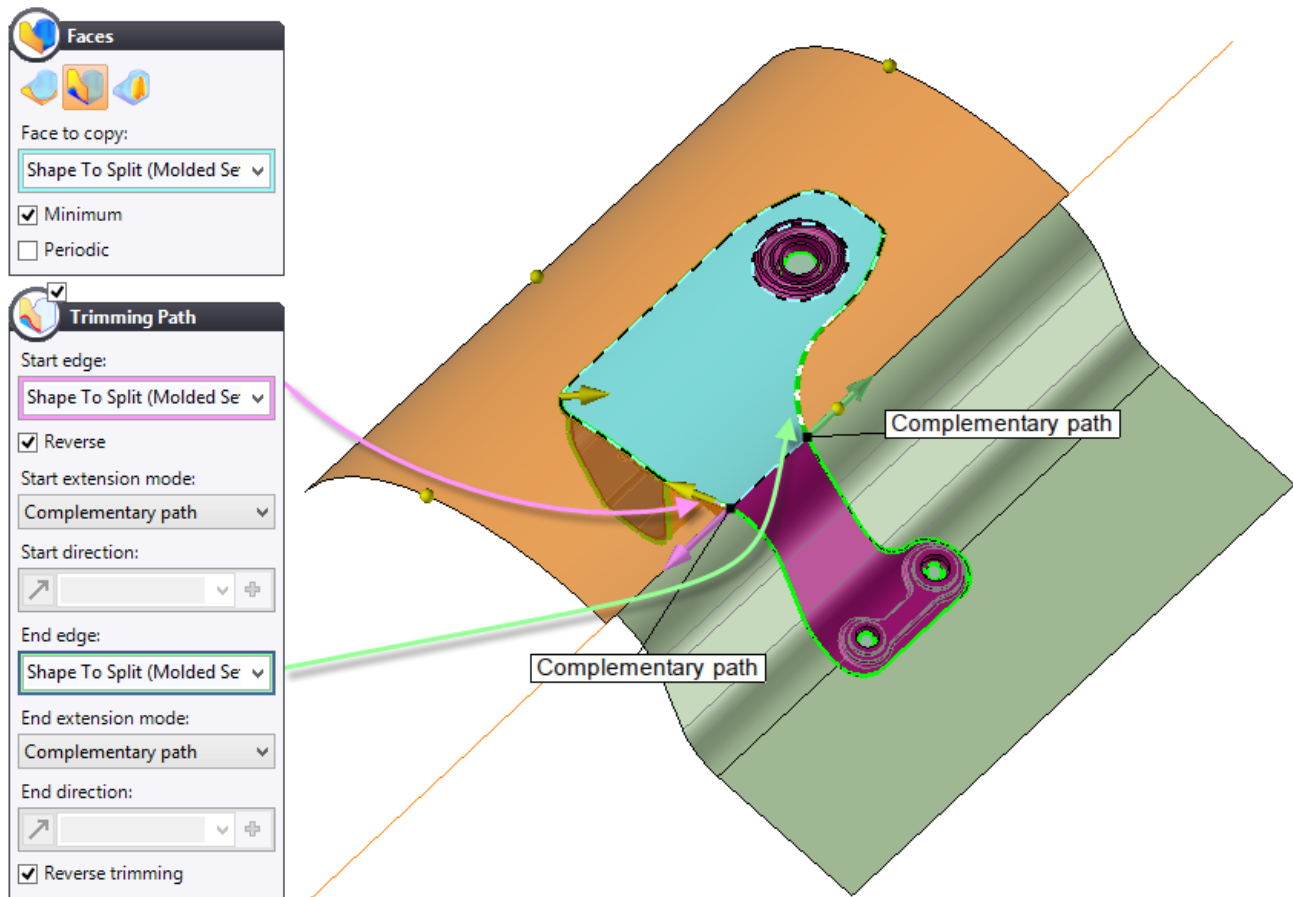 Faces
Face to copy:
Shape To Split (Molded Se
Minimum
Periodic
Trimming Path
Start edge:
Shape To Split (Molded Se
Reverse
Start extension mode:
Complementary path
Start direction:
End edge:
Shape To Split (Molded Se
End extension mode:
Complementary path
End direction:
Reverse trimming
Complementary path
Complementary path